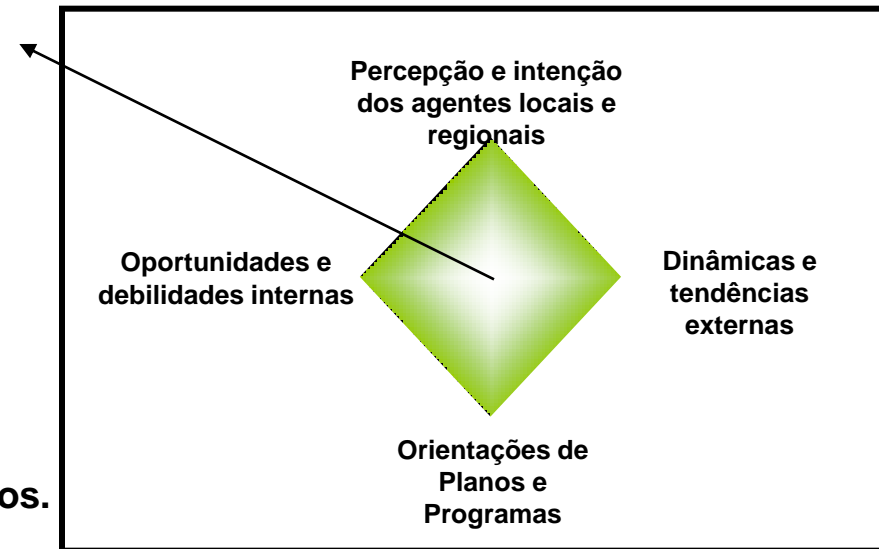 Percepção e intenção
dos agentes locais e
regionais
Oportunidades e
debilidades internas
Dinâmicas e
tendências
externas
Orientações de
Planos e
Programas
os.